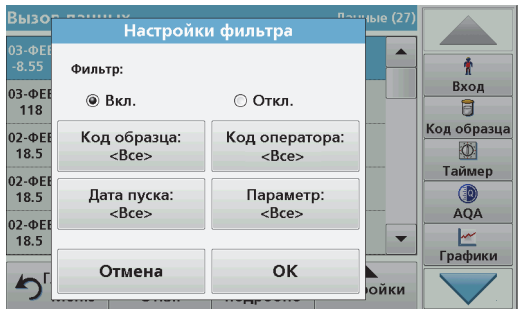 Настройки фильтра
Данные (27)
03-ФЕВ
-8.55
03-ФЕВ
118
02-ФЕВ
18.5
02-ФЕВ
18.5
02-ФЕВ
18.5
Фильтр:
Вкл.
Откл.
Код образца:
<Все>
Код оператора:
<Все>
Дата пуска:
<Все>
Параметр:
<Все>
Отмена
OK
Вход
Код образца
Таймер
AQA
Графики